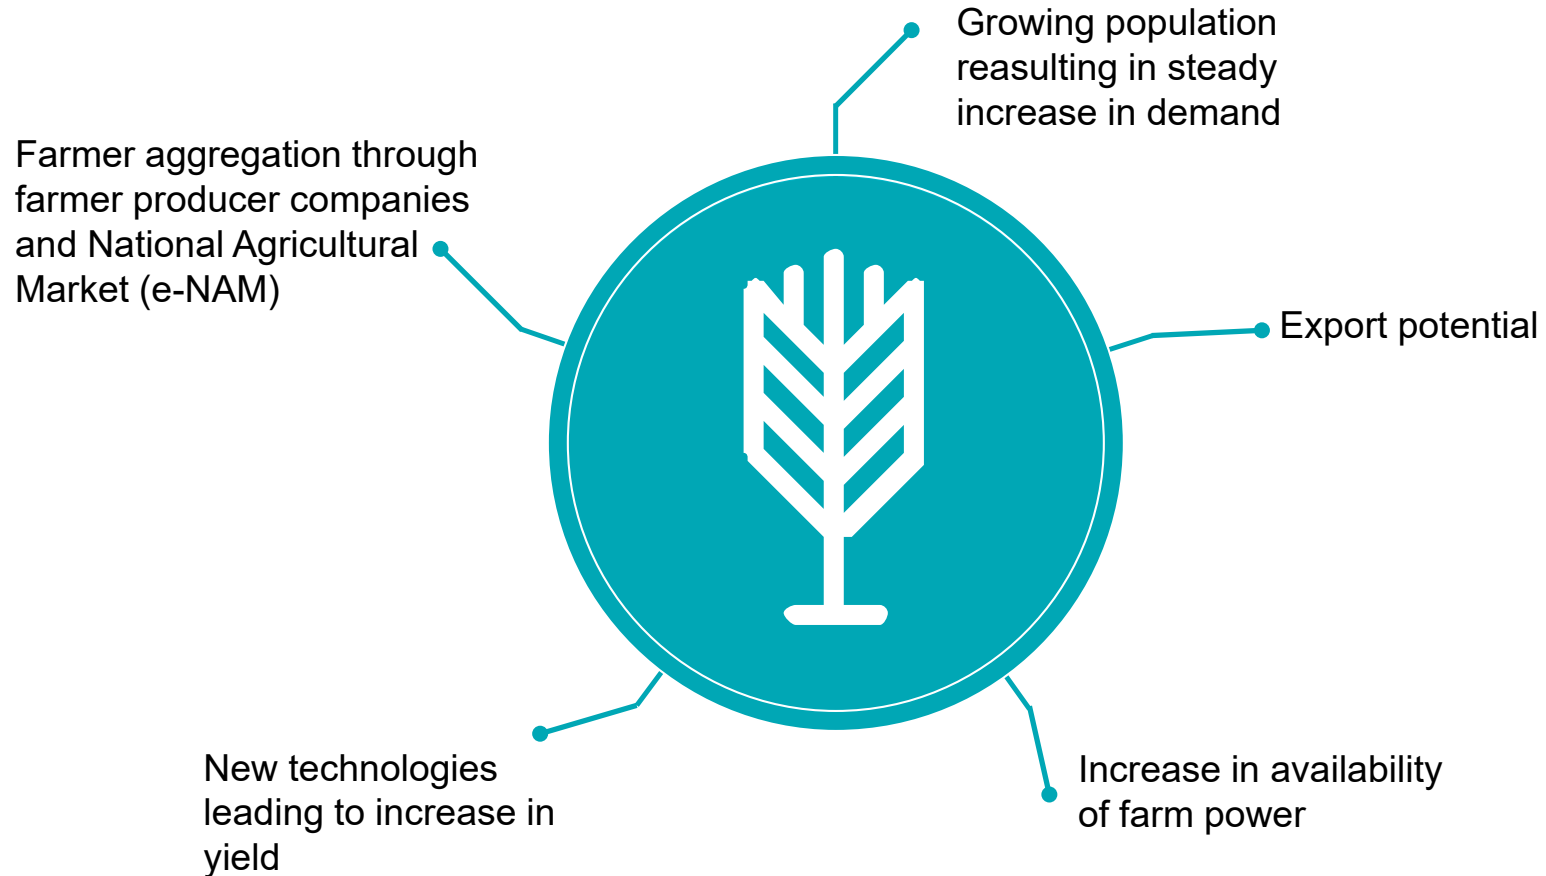 Growing population
reasulting in steady
increase in demand
Farmer aggregation through
farmer producer companies
and National Agricultural
Market (e-NAM)
Export potential
New technologies
leading to increase in
yield
Increase in availability
of farm power